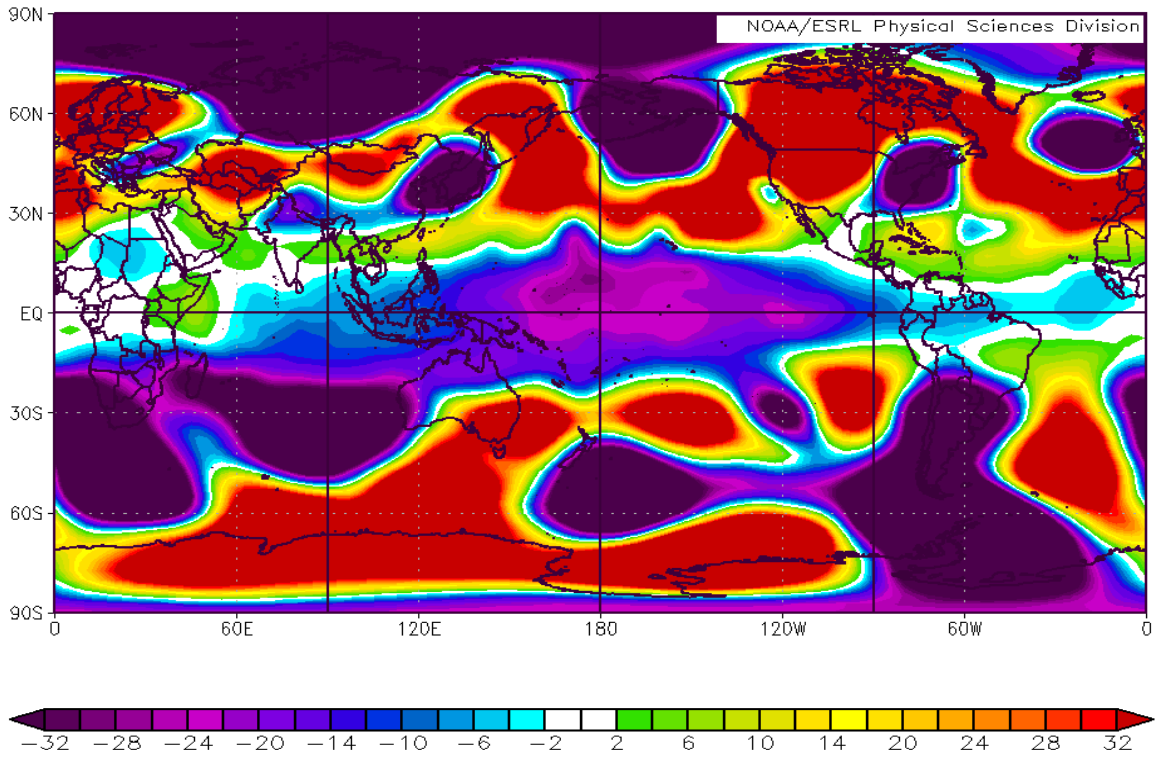 90N
NOAA/ESRL Physical Sciences Division
60N
30N
EQ
30S
60S
90S
0 60E 120E 180 120W 60W 0
-32 -28 -24 -20 -14 -10 -6 -2 2 6 10 14 20 24 28 32